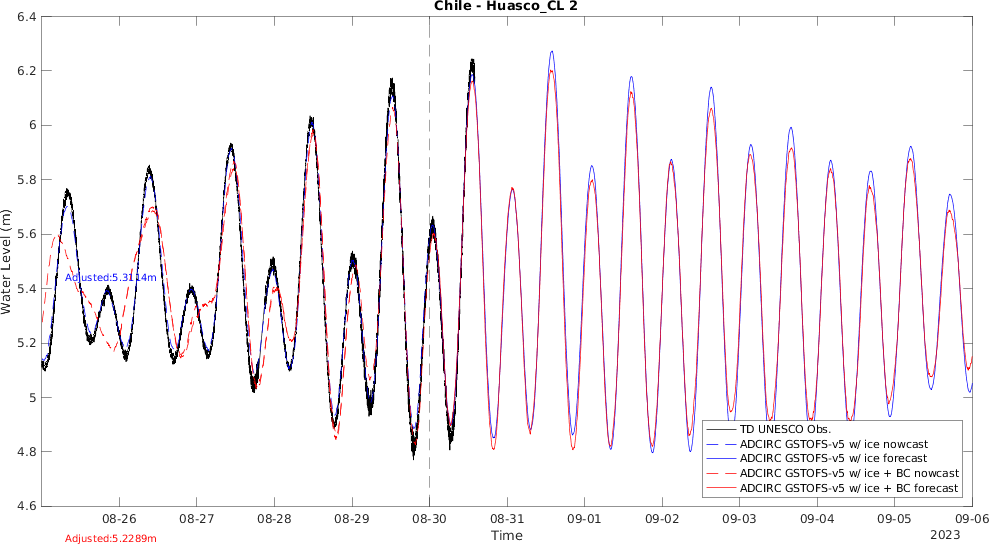 Chile - Huasco_CL 2
Water Level (m)
6.4
6.2
6
5.8
5.6
5.4
5.2
5
4.8
4.6
Adjusted:5.3114m
TD UNESCO Obs.
ADCIRC GSTOFS-v5 w/ ice nowcast
ADCIRC GSTOFS-v5 w/ ice forecast
ADCIRC GSTOFS-v5 w/ ice + BC nowcast
ADCIRC GSTOFS-v5 w/ ice + BC forecast
08-26 08-27 08-28 08-29 08-30 08-31 09-01 09-02 09-03 09-04 09-05 09-06
Time
2023
Adjusted:5.2289m